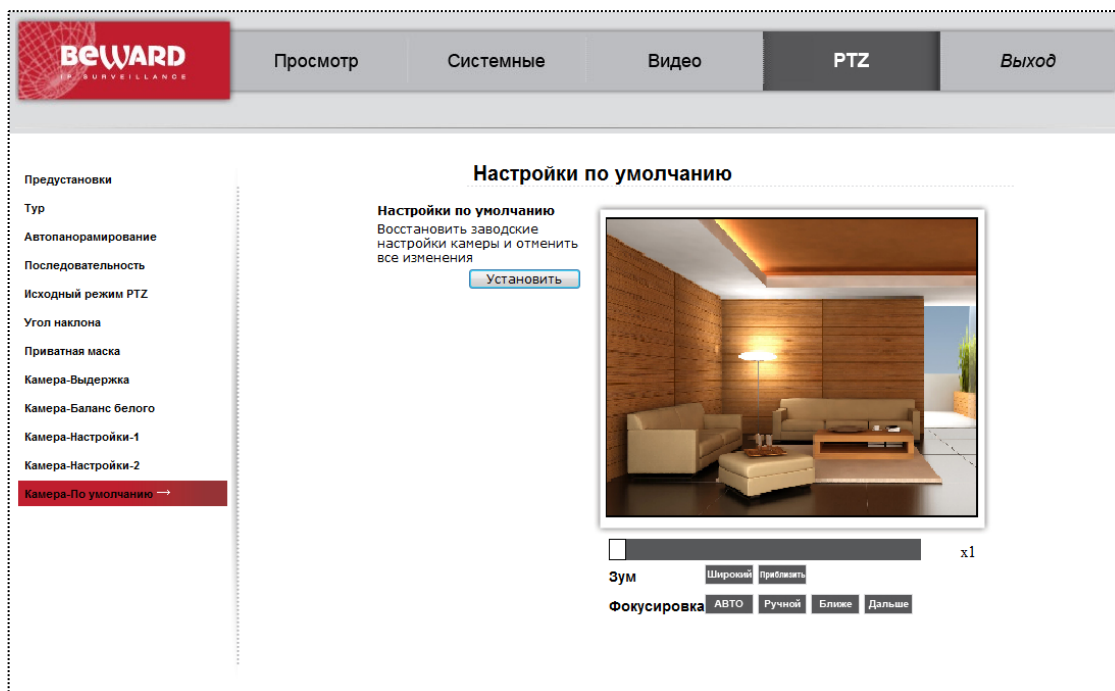 BEWARD
IP SURVEILLANCE
Просмотр
Системные
Видео
PTZ
Выход
Предустановки
Тур
Автопанорамирование
Последовательность
Исходный режим PTZ
Угол наклона
Приватная маска
Камера-Выдержка
Камера-Баланс белого
Камера-Настройки-1
Камера-Настройки-2
Камера-По умолчанию →
Настройки по умолчанию
Настройки по умолчанию
Восстановить заводские
настройки камеры и отменить
все изменения
Установить
x1
Зум
Широкий
Приблизить
Фокусировка
АВТО
Ручной
Ближе
Дальше